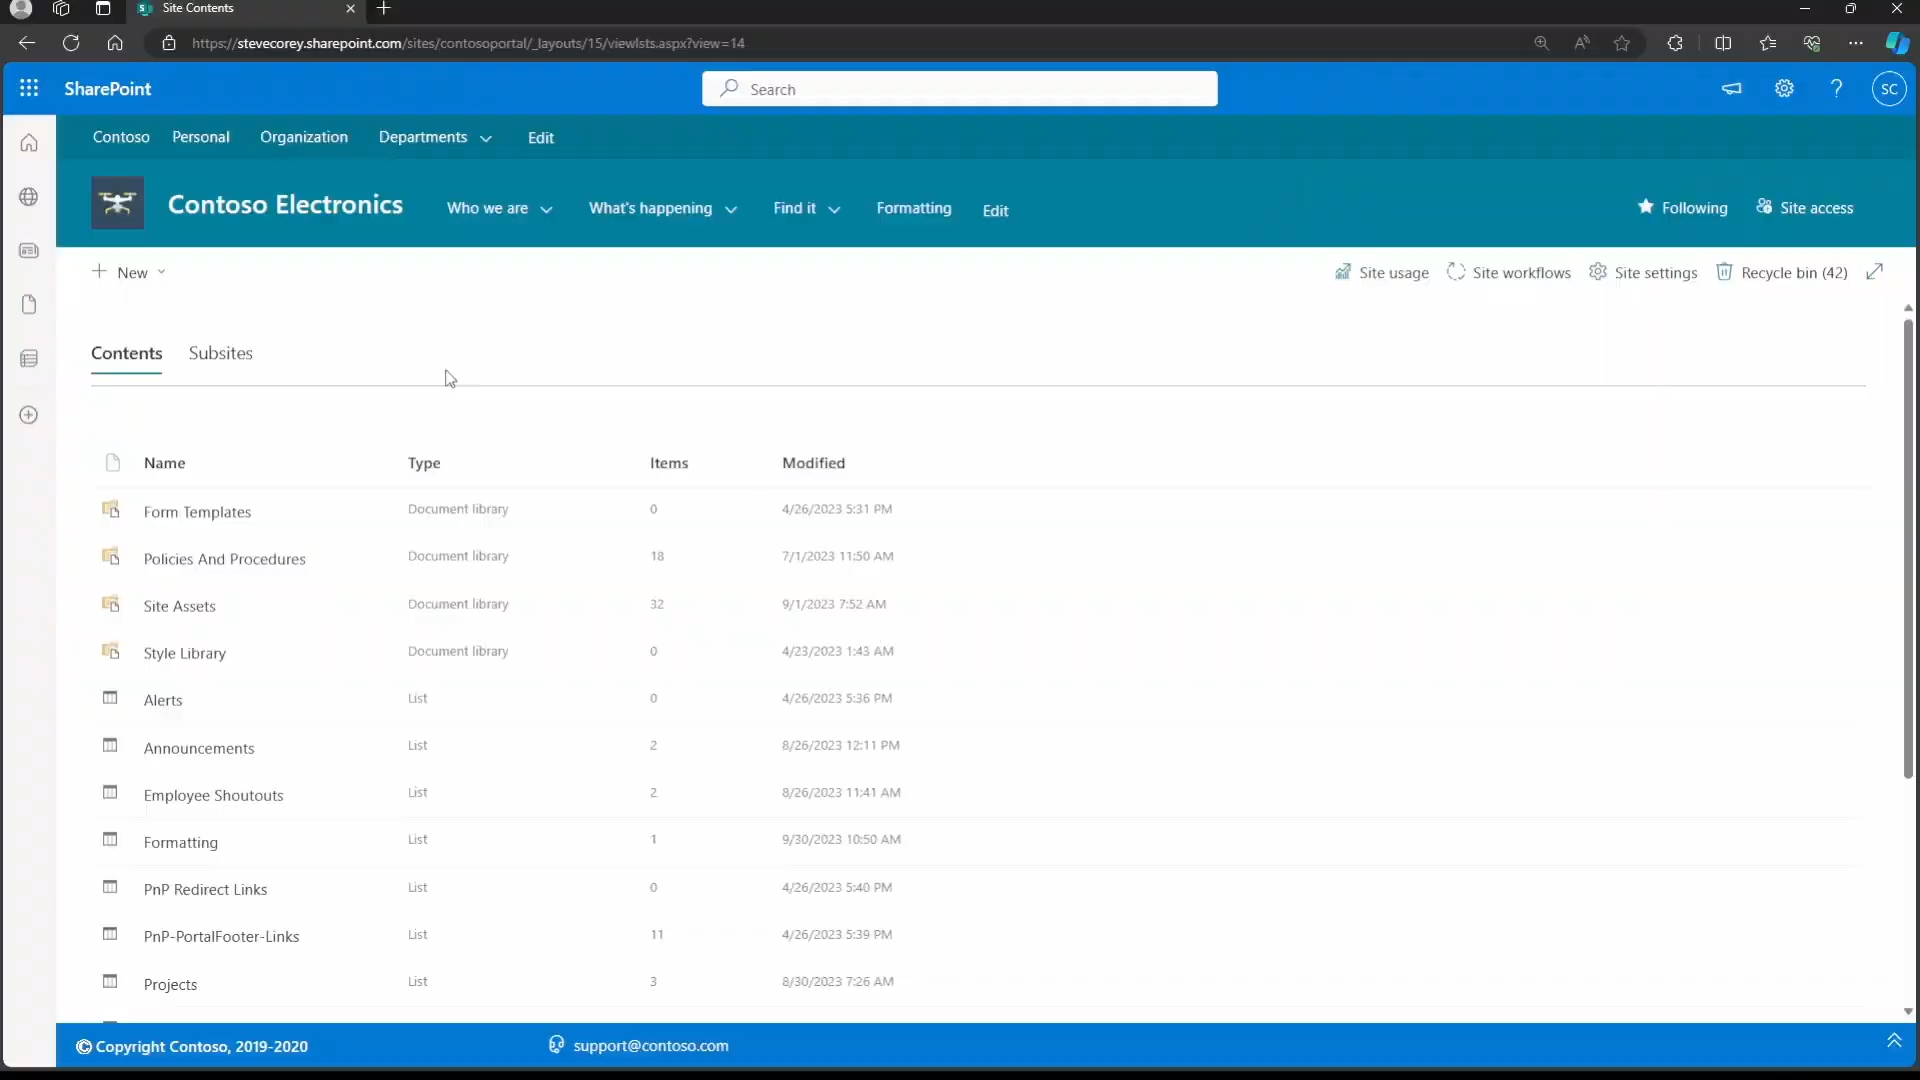 Site Contents
https://stevecorey.sharepoint.com/sites/contosoportal/_layouts/15/viewlsts.aspx?view=14
SharePoint
Search
SC
Contoso Personal Organization Departments Edit
Contoso Electronics Who we are What's happening Find it Formatting Edit Following Site access
New Site usage Site workflows Site settings Recycle bin (42)
Contents Subsites
Name Type Items Modified
Form Templates Document library 0 4/26/2023 5:31 PM
Policies And Procedures Document library 18 7/1/2023 11:50 AM
Site Assets Document library 32 9/1/2023 7:52 AM
Style Library Document library 0 4/23/2023 1:43 AM
Alerts List 0 4/26/2023 5:36 PM
Announcements List 2 8/26/2023 12:11 PM
Employee Shoutouts List 2 8/26/2023 11:41 AM
Formatting List 1 9/30/2023 10:50 AM
PnP Redirect Links List 0 4/26/2023 5:40 PM
PnP-PortalFooter-Links List 11 4/26/2023 5:39 PM
Projects List 3 8/30/2023 7:26 AM
© Copyright Contoso, 2019-2020 support@contoso.com